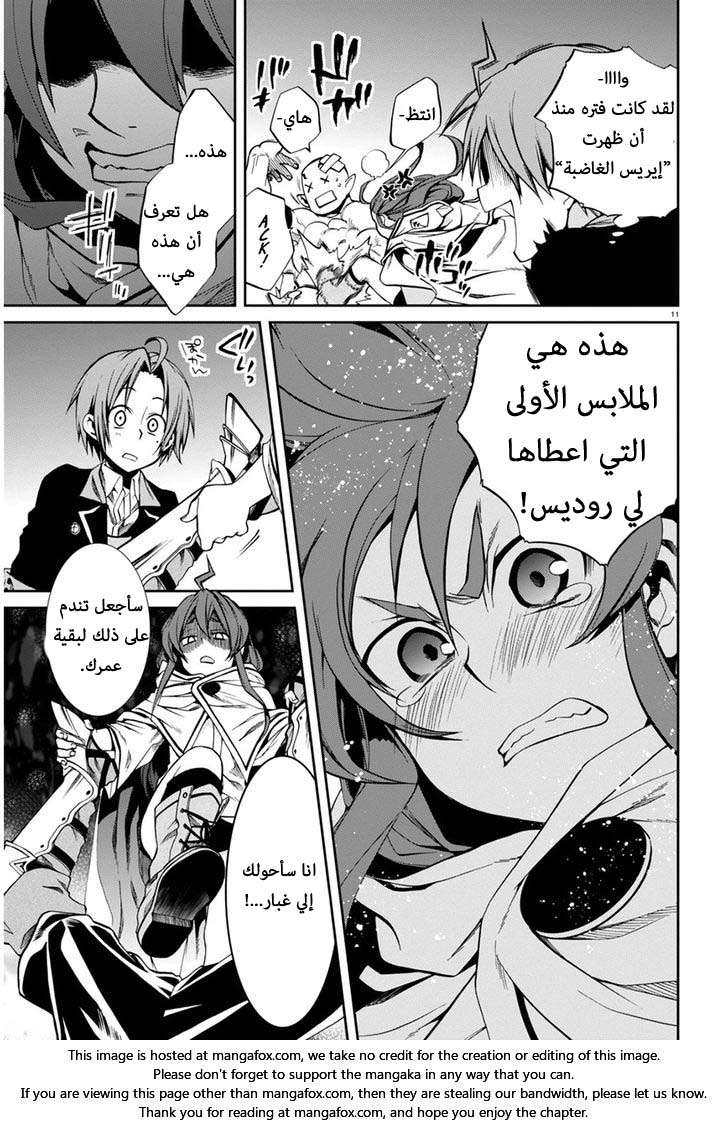 واااا-
لقد كانت فتره منذ
أن ظهرت
”إيريس الغاضبة“
انتظ-
هاي-
ACK!
هذه...
هل تعرف
أن هذه
هي...
11
هذه هي
الملابس الأولى
التي اعطاها
لي روديس!
سأجعل تندم
على ذلك لبقية
عمرك.
انا سأحولك
إلي غبار...!
This image is hosted at mangafox.com, we take no credit for the creation or editing of this image.
Please don't forget to support the mangaka in any way that you can.
If you are viewing this page other than mangafox.com, then they are stealing our bandwidth, please let us know.
Thank you for reading at mangafox.com, and hope you enjoy the chapter.